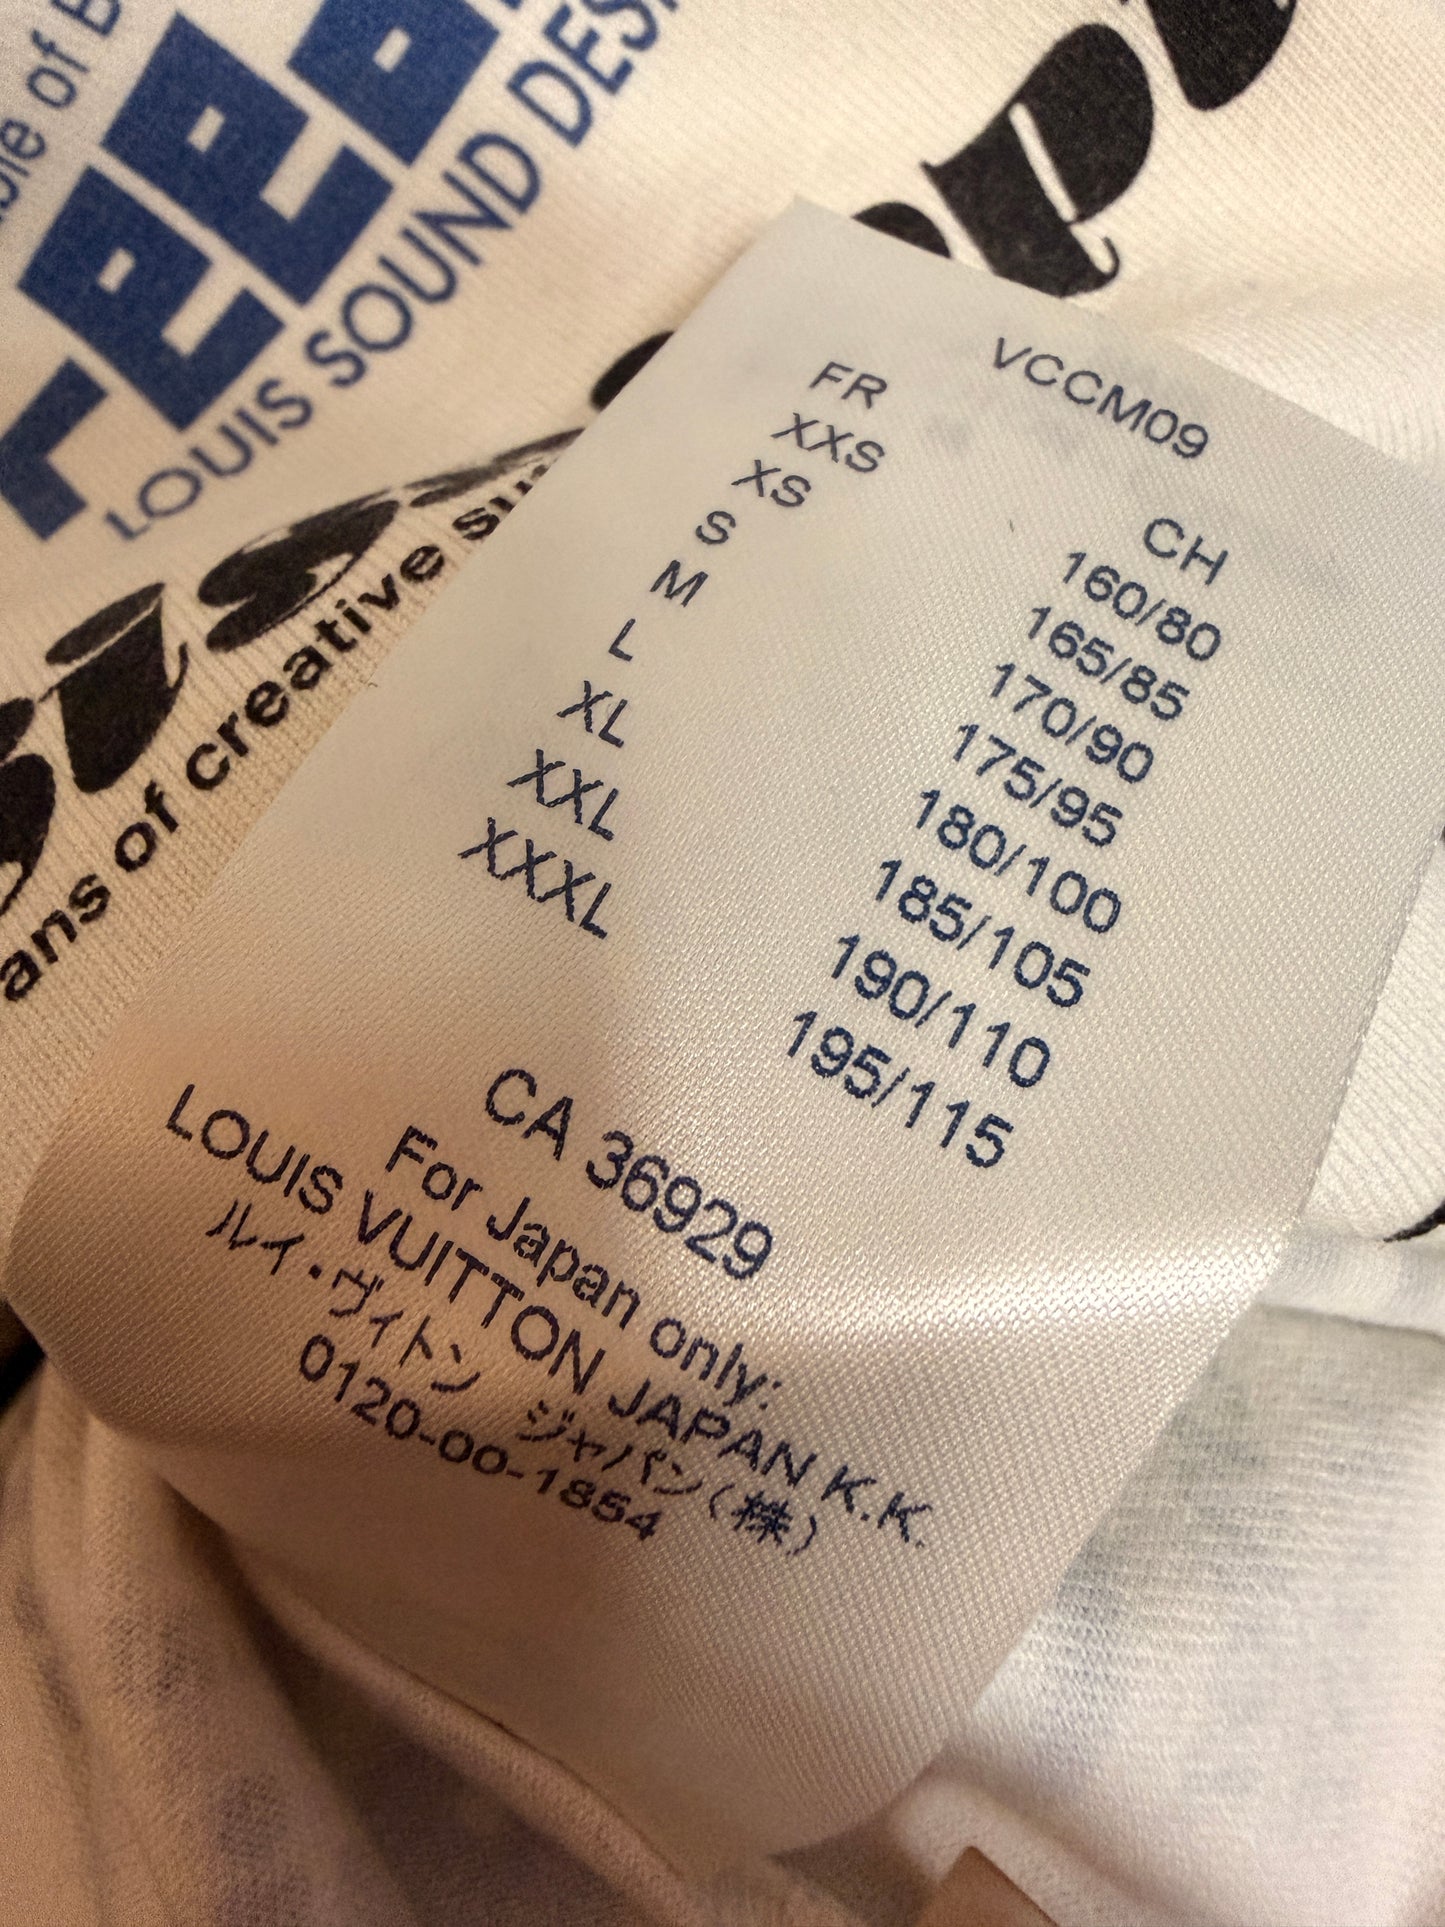 of
LOUIS SOUND
of creative
VCCM09
FR CH
XXS 160/80
XS 165/85
S 170/90
M 175/95
L 180/100
XL 185/105
XXL 190/110
XXXL 195/115
CA 36929
For Japan only:
LOUIS VUITTON JAPAN K.K.
ルイ・ヴィトン ジャパン(株)
0120-00-1854